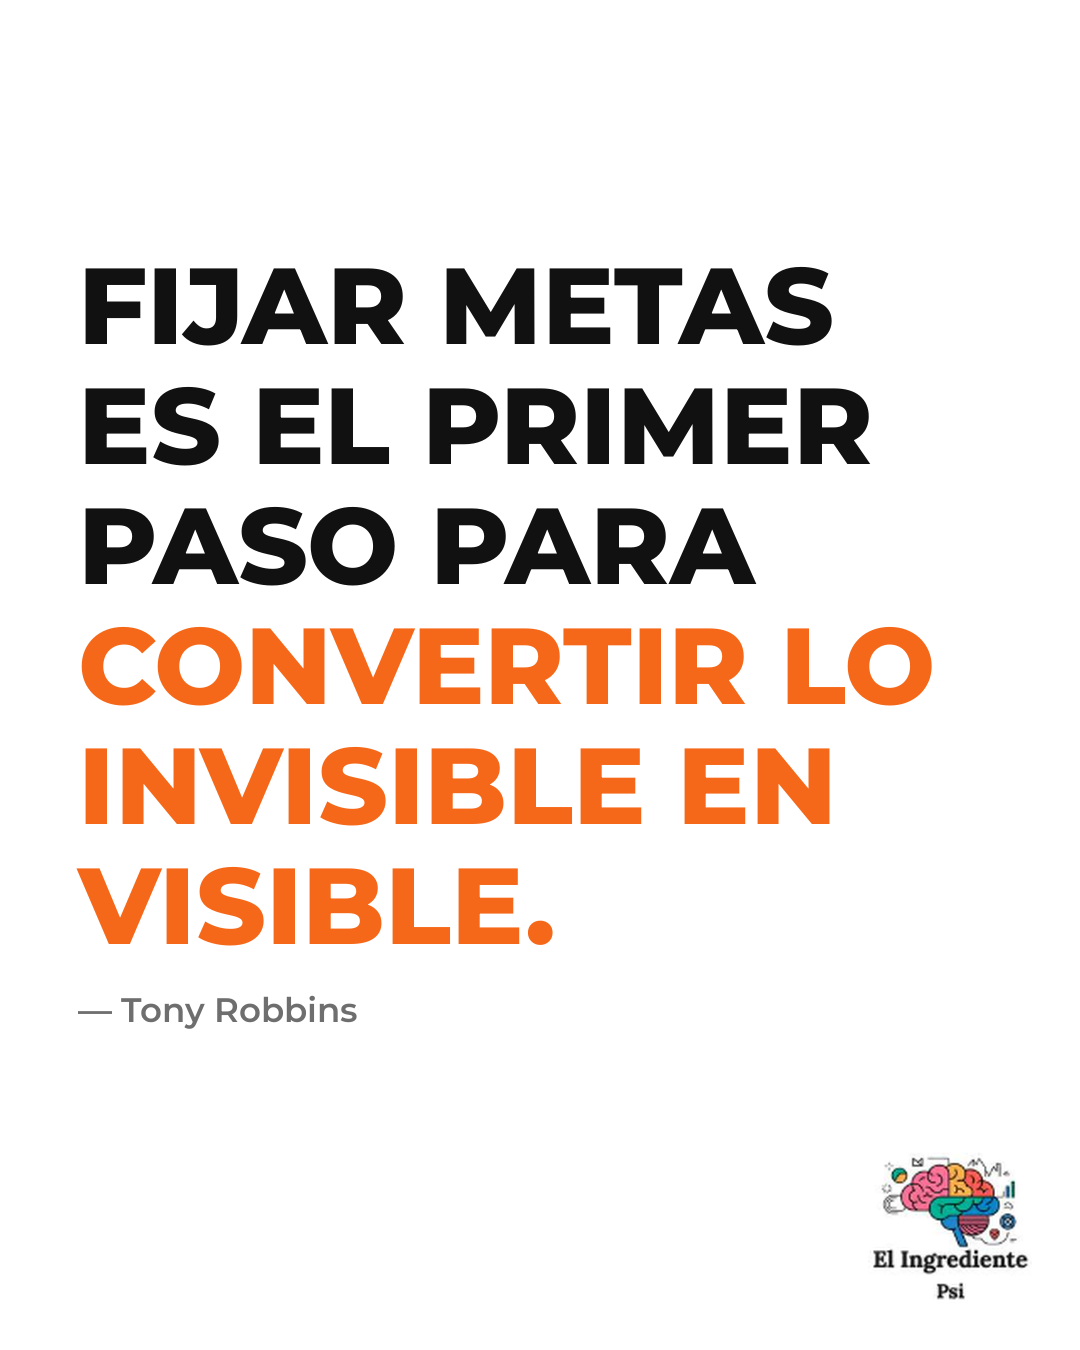 FIJAR METAS
ES EL PRIMER
PASO PARA
CONVERTIR LO
INVISIBLE EN
VISIBLE.
— Tony Robbins
El Ingrediente
Psi